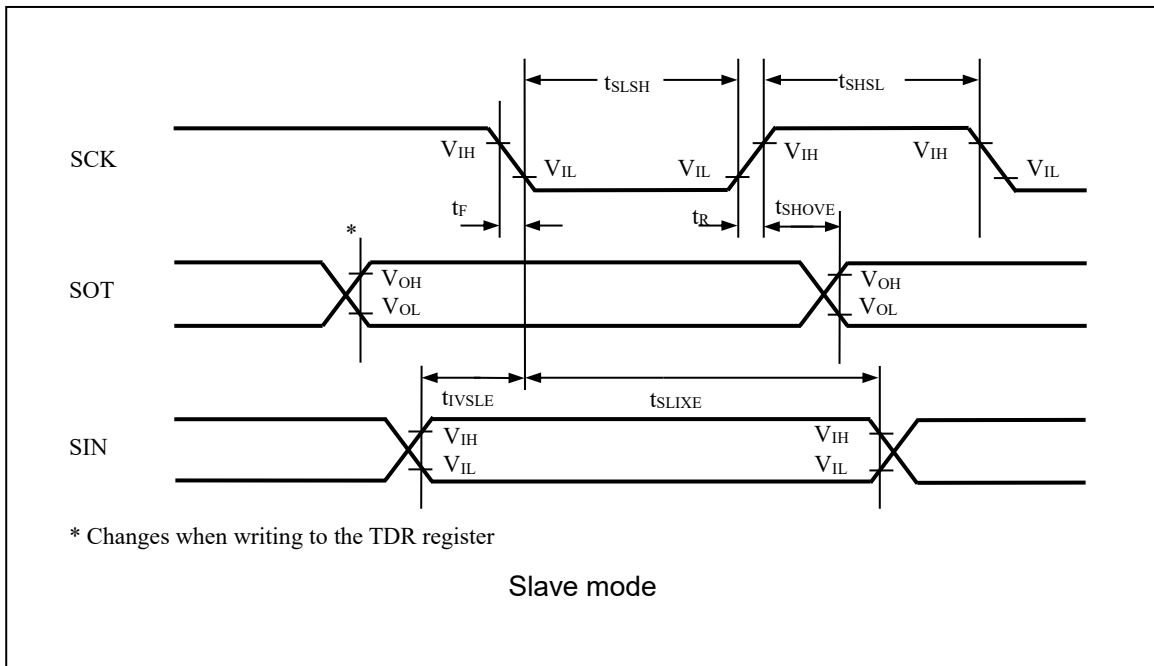 tSLSH tSHSL
SCK VIH VIL VIL VIH VIH VIL
tF tR tSHOVE
*
SOT VOH VOH
VOL VOL
tIVSLE tSLIXE
SIN VIH VIH
VIL VIL
* Changes when writing to the TDR register
Slave mode